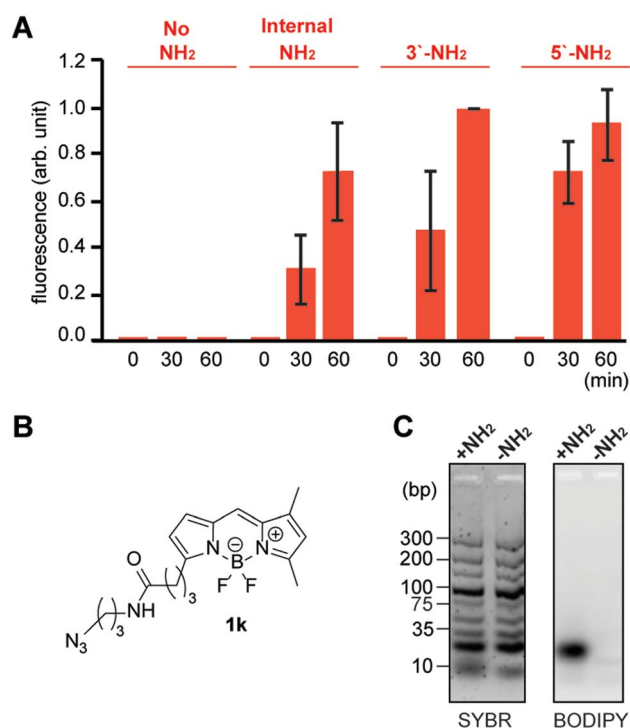 A
No NH2
Internal NH2
3`-NH2
5`-NH2
fluorescence (arb. unit)
1.2
1.0
0.8
0.6
0.4
0.2
0.0
0 30 60 0 30 60 0 30 60 0 30 60
(min)
B
O
NH
N3
3
3
N
B
N
F
F
⊖
⊕
1k
C
+NH2 -NH2 +NH2 -NH2
(bp)
300
200
100
75
35
10
SYBR BODIPY